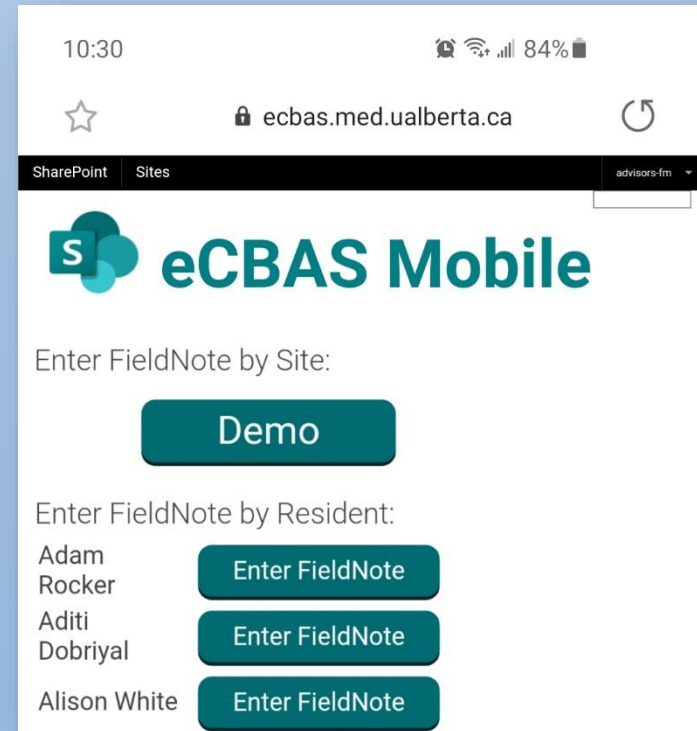 10:30 84%
ecbas.med.ualberta.ca
SharePoint Sites advisors-fm
S eCBAS Mobile
Enter FieldNote by Site:
Demo
Enter FieldNote by Resident:
Adam
Rocker
Enter FieldNote
Aditi
Dobriyal
Enter FieldNote
Alison White Enter FieldNote